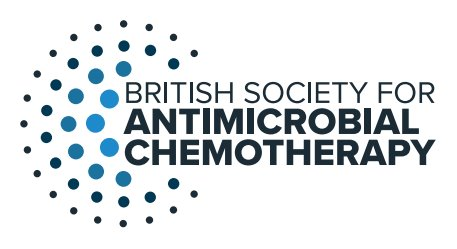 BRITISH SOCIETY FOR
ANTIMICROBIAL
CHEMOTHERAPY